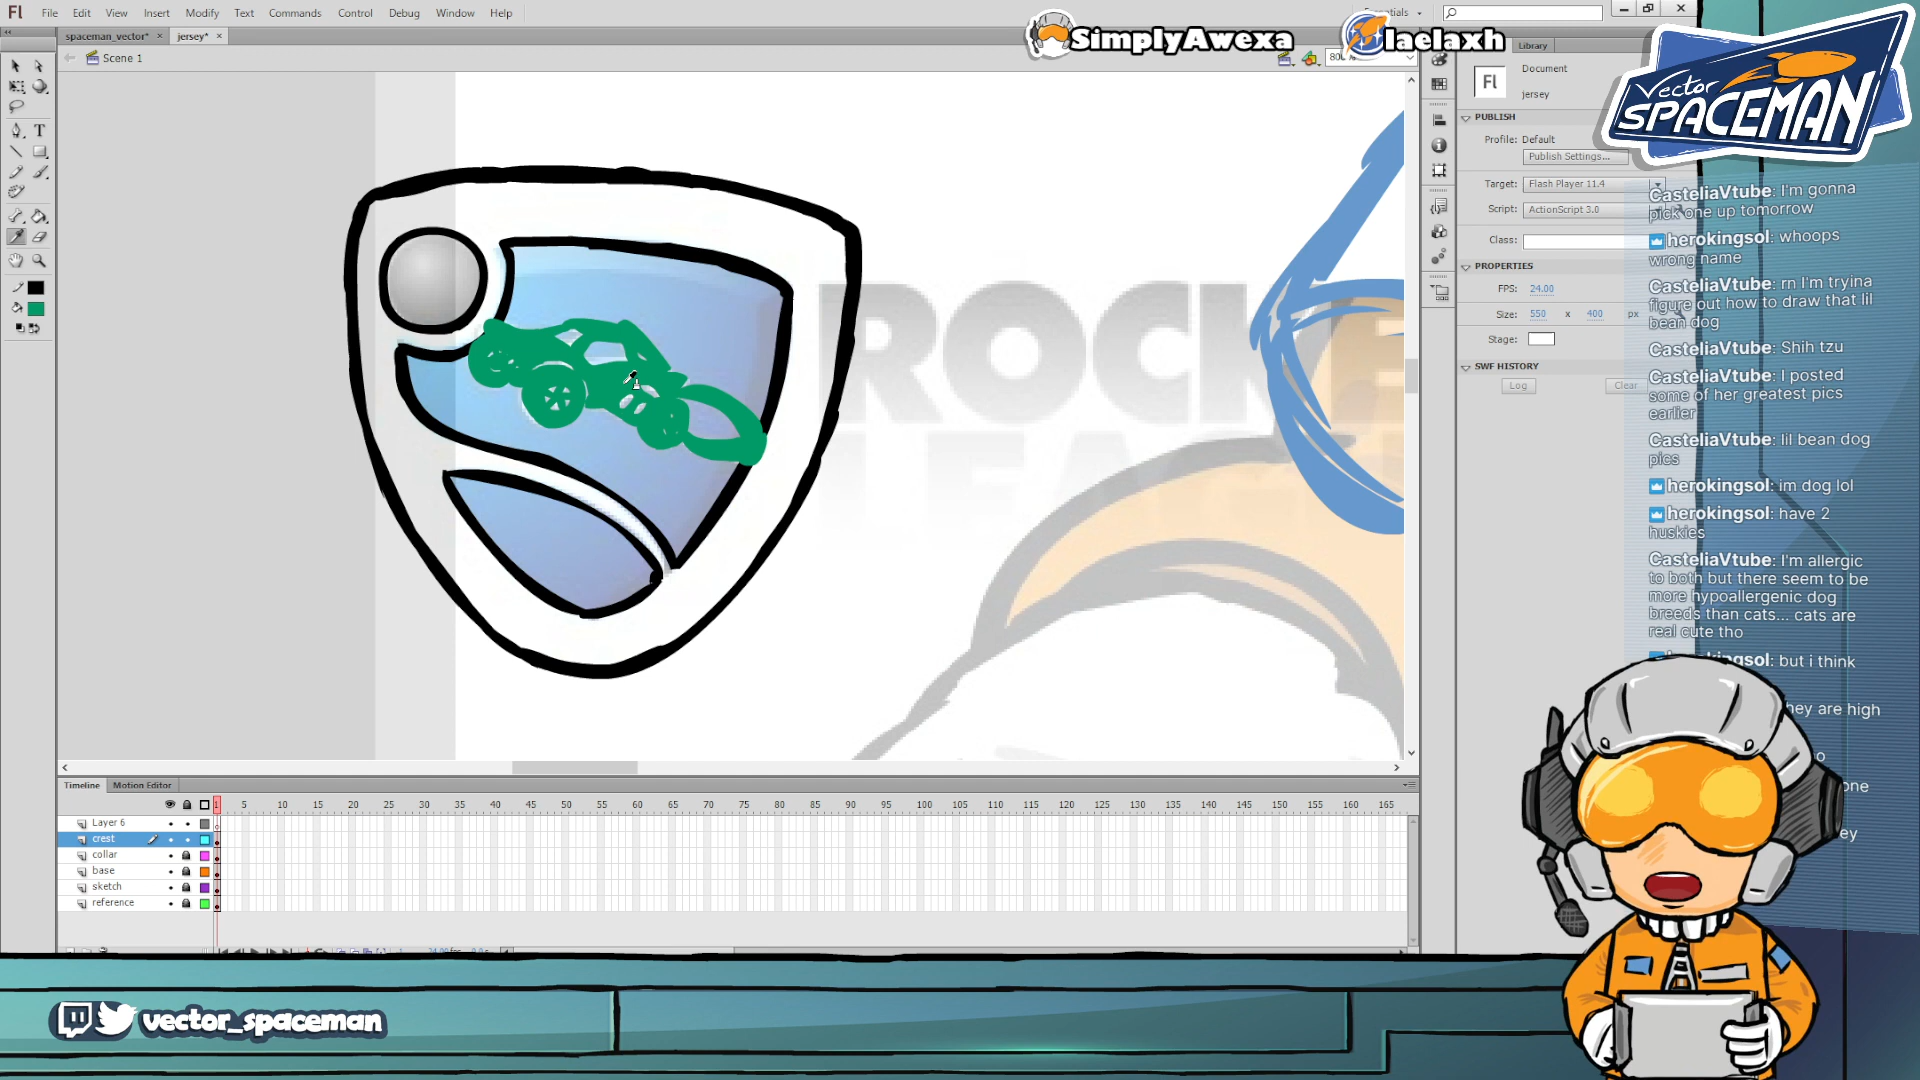 Fl File Edit View Insert Modify Text Commands Control Debug Window Help
Essentials
SimplyAwexa
laelaxh
spaceman_vector* × jersey* ×
Scene 1
Library
Vector
SPACEMAN
Fl
Document
jersey
PUBLISH
Profile: Default
Publish Settings...
Target: Flash Player 11.4
Script: ActionScript 3.0
Class:
PROPERTIES
FPS: 24.00
Size: 550 x 400 px
Stage:
SWF HISTORY
Log Clear
CasteliaVtube: I'm gonna
pick one up tomorrow
herokingsol: whoops
wrong name
CasteliaVtube: rn I'm tryina
figure out how to draw that lil
bean dog
CasteliaVtube: Shih tzu
CasteliaVtube: I posted
some of her greatest pics
earlier
CasteliaVtube: lil bean dog
pics
herokingsol: im dog lol
herokingsol: have 2
huskies
CasteliaVtube: I'm allergic
to both but there seem to be
more hypoallergenic dog
breeds than cats... cats are
real cute tho
kingsol: but i think
hey are high
one
ROCKE
LEAG
Timeline Motion Editor
1 5 10 15 20 25 30 35 40 45 50 55 60 65 70 75 80 85 90 95 100 105 110 115 120 125 130 135 140 145 150 155 160 165
Layer 6
crest
collar
base
sketch
reference
vector_spaceman